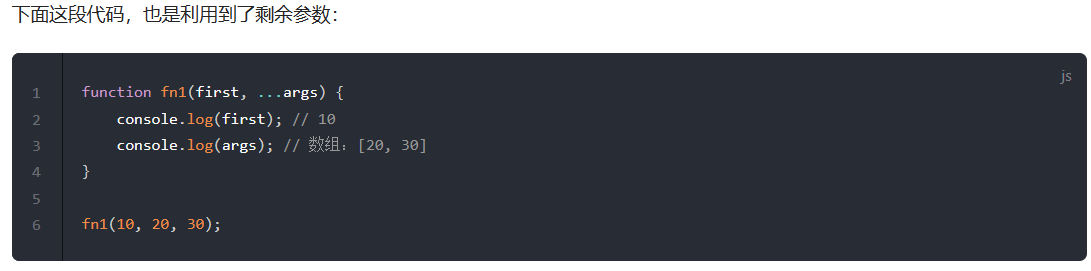 下面这段代码，也是利用到了剩余参数：
js
1 function fn1(first, ...args) {
2     console.log(first); // 10
3     console.log(args); // 数组：[20, 30]
4 }
5
6 fn1(10, 20, 30);